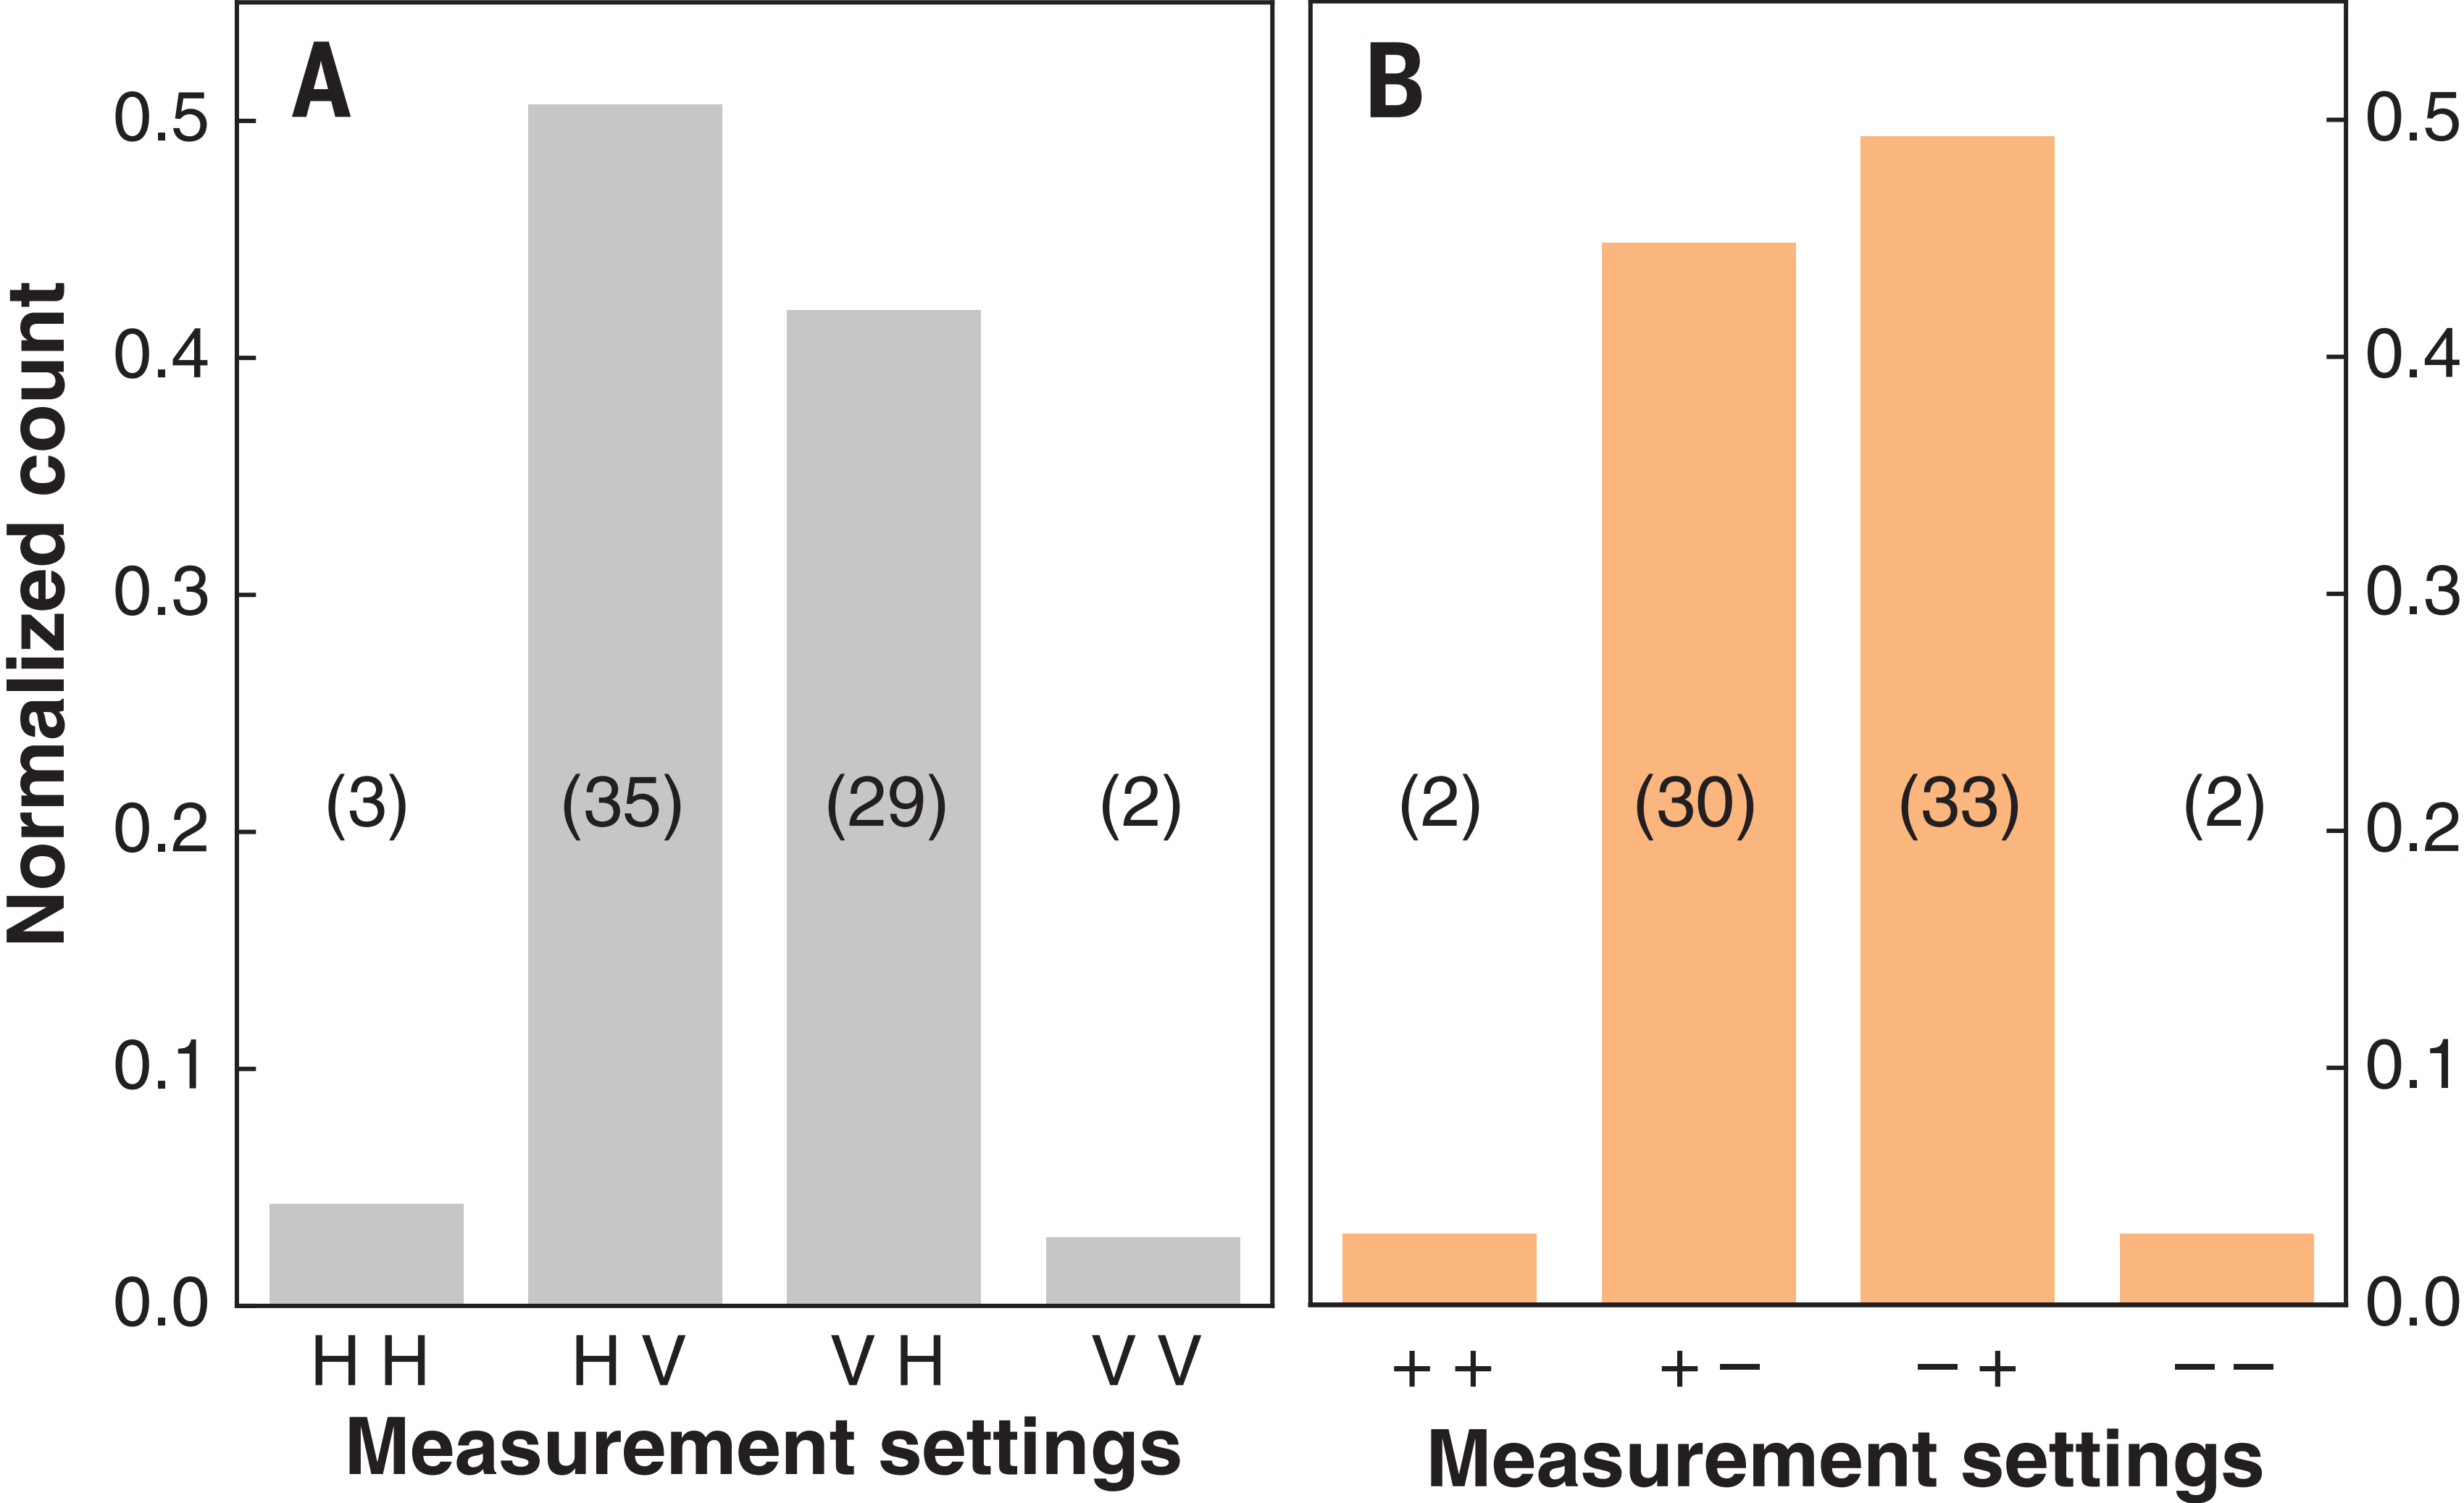 A
B
Normalized count
0.5
0.4
0.3
0.2
0.1
0.0
(3) (35) (29) (2)
H H H V V H V V
Measurement settings
(2) (30) (33) (2)
+ + + − − + − −
Measurement settings
0.5
0.4
0.3
0.2
0.1
0.0